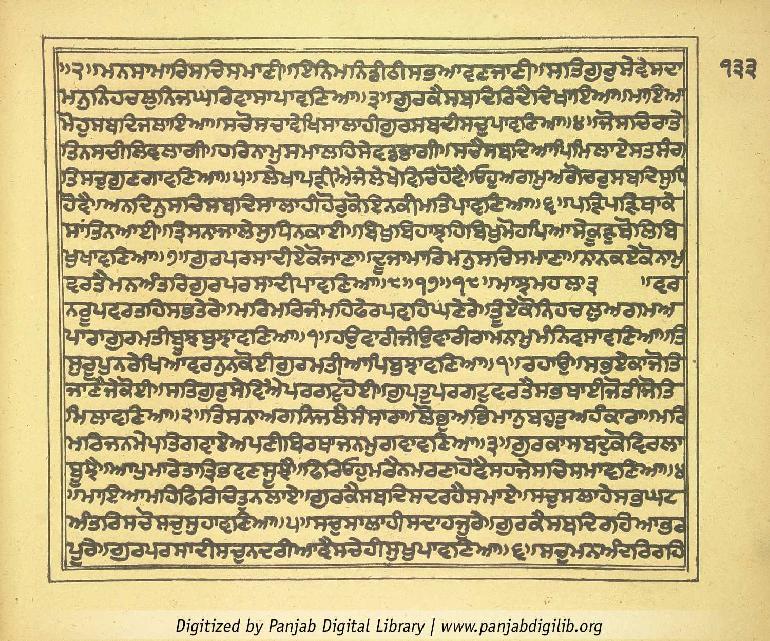 ॥੨॥ਮਨਸਾਮਾਰਿਸਚਿਸਮਾਣੀ॥ਇਨਿਮਨਿਡੀਠੀਸਭਆਵਣਜਾਣੀ॥ਸਤਿਗੁਰੁਸੇਵੇਸਦਾ
ਮਨੁਨਿਹਚਲੁਨਿਜਘਰਿਵਾਸਾਪਾਵਣਿਆ॥੩॥ਗੁਰਕੈਸਬਦਿਰਿਦੈਦਿਖਾਇਆ॥ਮਾਇਆ
ਮੋਹੁਸਬਦਿਜਲਾਇਆ॥ਸਚੋਸਚਾਵੇਖਿਸਾਲਾਹੀਗੁਰਸਬਦੀਸਚੁਪਾਵਣਿਆ॥੪॥ਜੋਸਚਿਰਾਤੇ
ਤਿਨਸਚੀਲਿਵਲਾਗੀ॥ਹਰਿਨਾਮੁਸਮਾਲਹਿਸੇਵਡਭਾਗੀ॥ਸਚੈਸਬਦਿਆਪਿਮਿਲਾਏਸਤਸੰਗ
ਤਿਸਚੁਗੁਣਗਾਵਣਿਆ॥੫॥ਲੇਖਾਪੜੀਐਜੇਲੇਖੇਵਿਚਿਹੋਵੈ॥ਓਹੁਅਗਮੁਅਗੋਚਰੁਸਬਦਿਸੁਧਿ
ਹੋਵੈ॥ਅਨਦਿਨੁਸਚਿਸਬਦਿਸਾਲਾਹੀਹੋਰੁਕੋਇਨਕੀਮਤਿਪਾਵਣਿਆ॥੬॥ਪੜਿਪੜਿਥਾਕੇ
ਸਾਂਤਿਨਆਈ॥ਤ੍ਰਿਸਨਾਜਾਲੇਸੁਧਿਨਕਾਈ॥ਬਿਖੁਬਿਹਾਝਹਿਬਿਖੁਮੋਹਪਿਆਸੇਕੂੜੁਬੋਲਿਬਿ
ਖੁਖਾਵਣਿਆ॥੭॥ਗੁਰਪਰਸਾਦੀਏਕੋਜਾਣਾ॥ਦੂਜਾਮਾਰਿਮਨੁਸਚਿਸਮਾਣਾ॥ਨਾਨਕਏਕੋਨਾਮੁ
ਵਰਤੈਮਨਅੰਤਰਿਗੁਰਪਰਸਾਦੀਪਾਵਣਿਆ॥੮॥੧੭॥੧੮॥ਮਾਝਮਹਲਾ੩ ॥ਵਰ
ਨਰੂਪਵਰਤਹਿਸਭਤੇਰੇ॥ਮਰਿਮਰਿਜੰਮਹਿਫੇਰਪਵਹਿਘਣੇਰੇ॥ਤੂੰਏਕੋਨਿਹਚਲੁਅਗਮਅ
ਪਾਰਾਗੁਰਮਤੀਬੂਝਬੁਝਾਵਣਿਆ॥੧॥ਹਉਵਾਰੀਜੀਉਵਾਰੀਰਾਮਨਾਮੁਮੰਨਿਵਸਾਵਣਿਆ॥ਤਿ
ਸੁਰੂਪੁਨਰੇਖਿਆਵਰਨੁਨਕੋਈਗੁਰਮਤੀਆਪਿਬੁਝਾਵਣਿਆ॥੧॥ਰਹਾਉ॥ਸਭਏਕਾਜੋਤਿ
ਜਾਣੈਜੇਕੋਈ॥ਸਤਿਗੁਰੁਸੇਵਿਐਪਰਗਟੁਹੋਈ॥ਗੁਪਤੁਪਰਗਟੁਵਰਤੈਸਭਥਾਈਜੋਤੀਜੋਤਿ
ਮਿਲਾਵਣਿਆ॥੨॥ਤਿਸਨਾਅਗਨਿਜਲੈਸੰਸਾਰਾ॥ਲੋਭੁਅਭਿਮਾਨੁਬਹੁਤੁਅਹੰਕਾਰਾ॥ਮਰਿ
ਮਰਿਜਨਮੈਪਤਿਗਵਾਏਅਪਣੀਬਿਰਥਾਜਨਮੁਗਵਾਵਣਿਆ॥੩॥ਗੁਰਕਾਸਬਦੁਕੋਵਿਰਲਾ
ਬੂਝੈ॥ਆਪੁਮਾਰੇਤਾਤ੍ਰਿਭਵਣੁਸੂਝੈ॥ਫਿਰਿਓਹੁਮਰੈਨਮਰਣਾਹੋਵੈਸਹਜੇਸਚਿਸਮਾਵਣਿਆ॥੪
॥ਮਾਇਆਮਹਿਫਿਰਿਚਿਤੁਨਲਾਏ॥ਗੁਰਕੈਸਬਦਿਸਦਰਹੈਸਮਾਏ॥ਸਚੁਸਲਾਹੇਸਭਘਟ
ਅੰਤਰਿਸਚੋਸਚੁਸੁਹਾਵਣਿਆ॥੫॥ਸਚੁਸਾਲਾਹੀਸਦਾਹਜੂਰੇ॥ਗੁਰਕੈਸਬਦਿਰਹਿਆਭਰ
ਪੂਰੇ॥ਗੁਰਪਰਸਾਦੀਸਚੁਨਦਰੀਆਵੈਸਚੇਹੀਸੁਖੁਪਾਵਣਿਆ॥੬॥ਸਚੁਮਨਅੰਦਰਿਰਹਿ
੧੩੩
Digitized by Panjab Digital Library | www.panjabdigilib.org